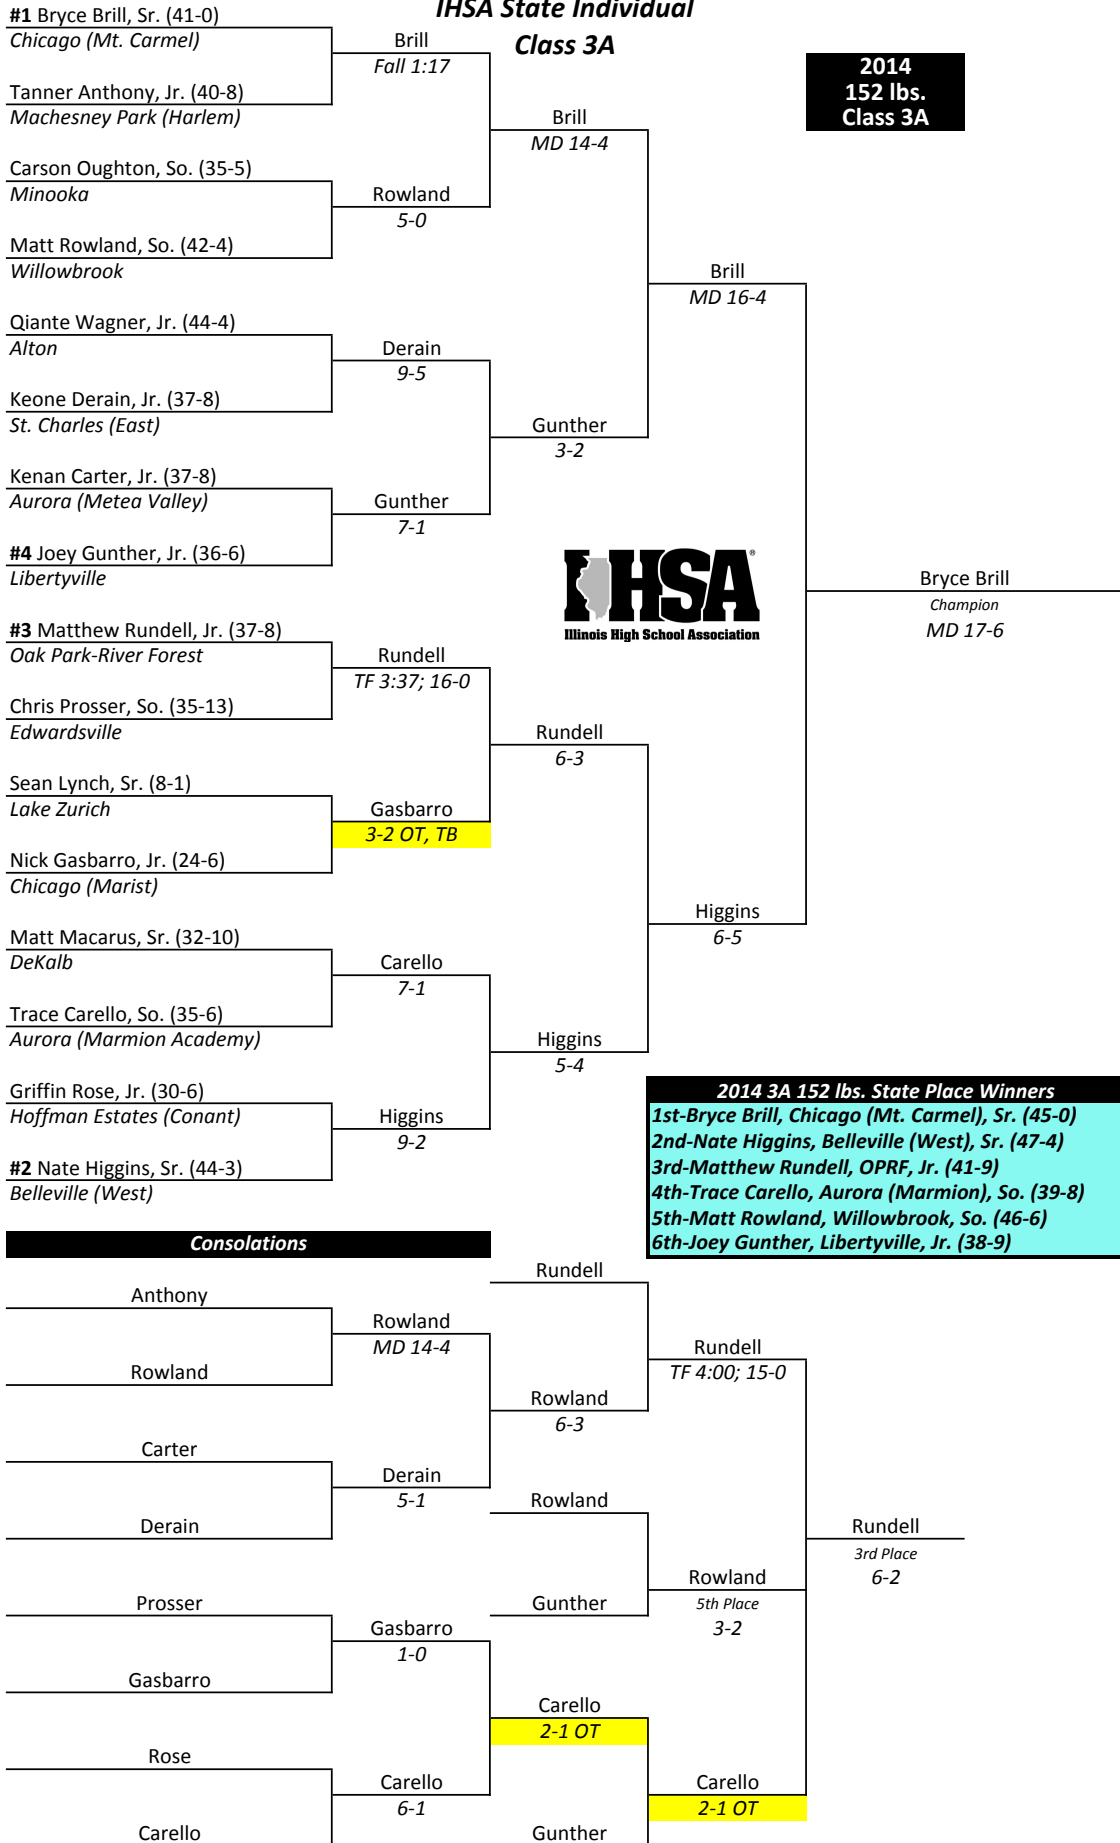 IHSA State Individual
Class 3A
2014
152 lbs.
Class 3A
#1 Bryce Brill, Sr. (41-0)
Chicago (Mt. Carmel)
Tanner Anthony, Jr. (40-8)
Machesney Park (Harlem)
Carson Oughton, So. (35-5)
Minooka
Matt Rowland, So. (42-4)
Willowbrook
Qiante Wagner, Jr. (44-4)
Alton
Keone Derain, Jr. (37-8)
St. Charles (East)
Kenan Carter, Jr. (37-8)
Aurora (Metea Valley)
#4 Joey Gunther, Jr. (36-6)
Libertyville
#3 Matthew Rundell, Jr. (37-8)
Oak Park-River Forest
Chris Prosser, So. (35-13)
Edwardsville
Sean Lynch, Sr. (8-1)
Lake Zurich
Nick Gasbarro, Jr. (24-6)
Chicago (Marist)
Matt Macarus, Sr. (32-10)
DeKalb
Trace Carello, So. (35-6)
Aurora (Marmion Academy)
Griffin Rose, Jr. (30-6)
Hoffman Estates (Conant)
#2 Nate Higgins, Sr. (44-3)
Belleville (West)
Brill
Fall 1:17
Rowland
5-0
Derain
9-5
Gunther
7-1
Rundell
TF 3:37; 16-0
Gasbarro
3-2 OT, TB
Carello
7-1
Higgins
9-2
Brill
MD 14-4
Gunther
3-2
Rundell
6-3
Higgins
5-4
Brill
MD 16-4
Higgins
6-5
IHSA
®
Illinois High School Association
Bryce Brill
Champion
MD 17-6
2014 3A 152 lbs. State Place Winners
1st-Bryce Brill, Chicago (Mt. Carmel), Sr. (45-0)
2nd-Nate Higgins, Belleville (West), Sr. (47-4)
3rd-Matthew Rundell, OPRF, Jr. (41-9)
4th-Trace Carello, Aurora (Marmion), So. (39-8)
5th-Matt Rowland, Willowbrook, So. (46-6)
6th-Joey Gunther, Libertyville, Jr. (38-9)
Consolations
Anthony
Rowland
Carter
Derain
Prosser
Gasbarro
Rose
Carello
Rowland
MD 14-4
Derain
5-1
Gasbarro
1-0
Carello
6-1
Rundell
Rowland
6-3
Rowland
Gunther
Carello
2-1 OT
Gunther
Rundell
TF 4:00; 15-0
Rowland
5th Place
3-2
Carello
2-1 OT
Rundell
3rd Place
6-2